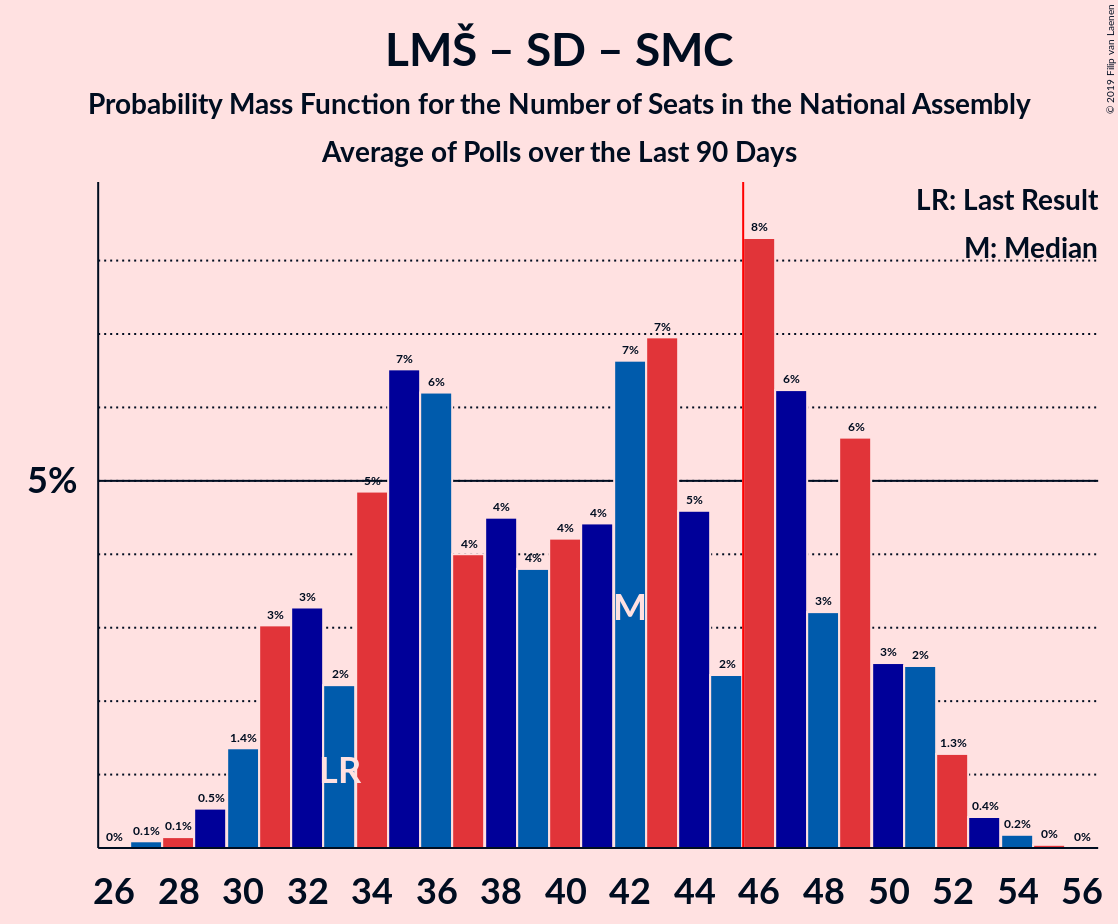 LMŠ – SD – SMC
Probability Mass Function for the Number of Seats in the National Assembly
Average of Polls over the Last 90 Days
© 2019 Filip van Laenen
LR: Last Result
M: Median
5%
0% 0.1% 0.1% 0.5% 1.4% 3% 3% 2% 5% 7% 6% 4% 4% 4% 4% 4% 7% 7% 5% 2% 8% 6% 3% 6% 3% 2% 1.3% 0.4% 0.2% 0% 0%
M
LR
26 28 30 32 34 36 38 40 42 44 46 48 50 52 54 56